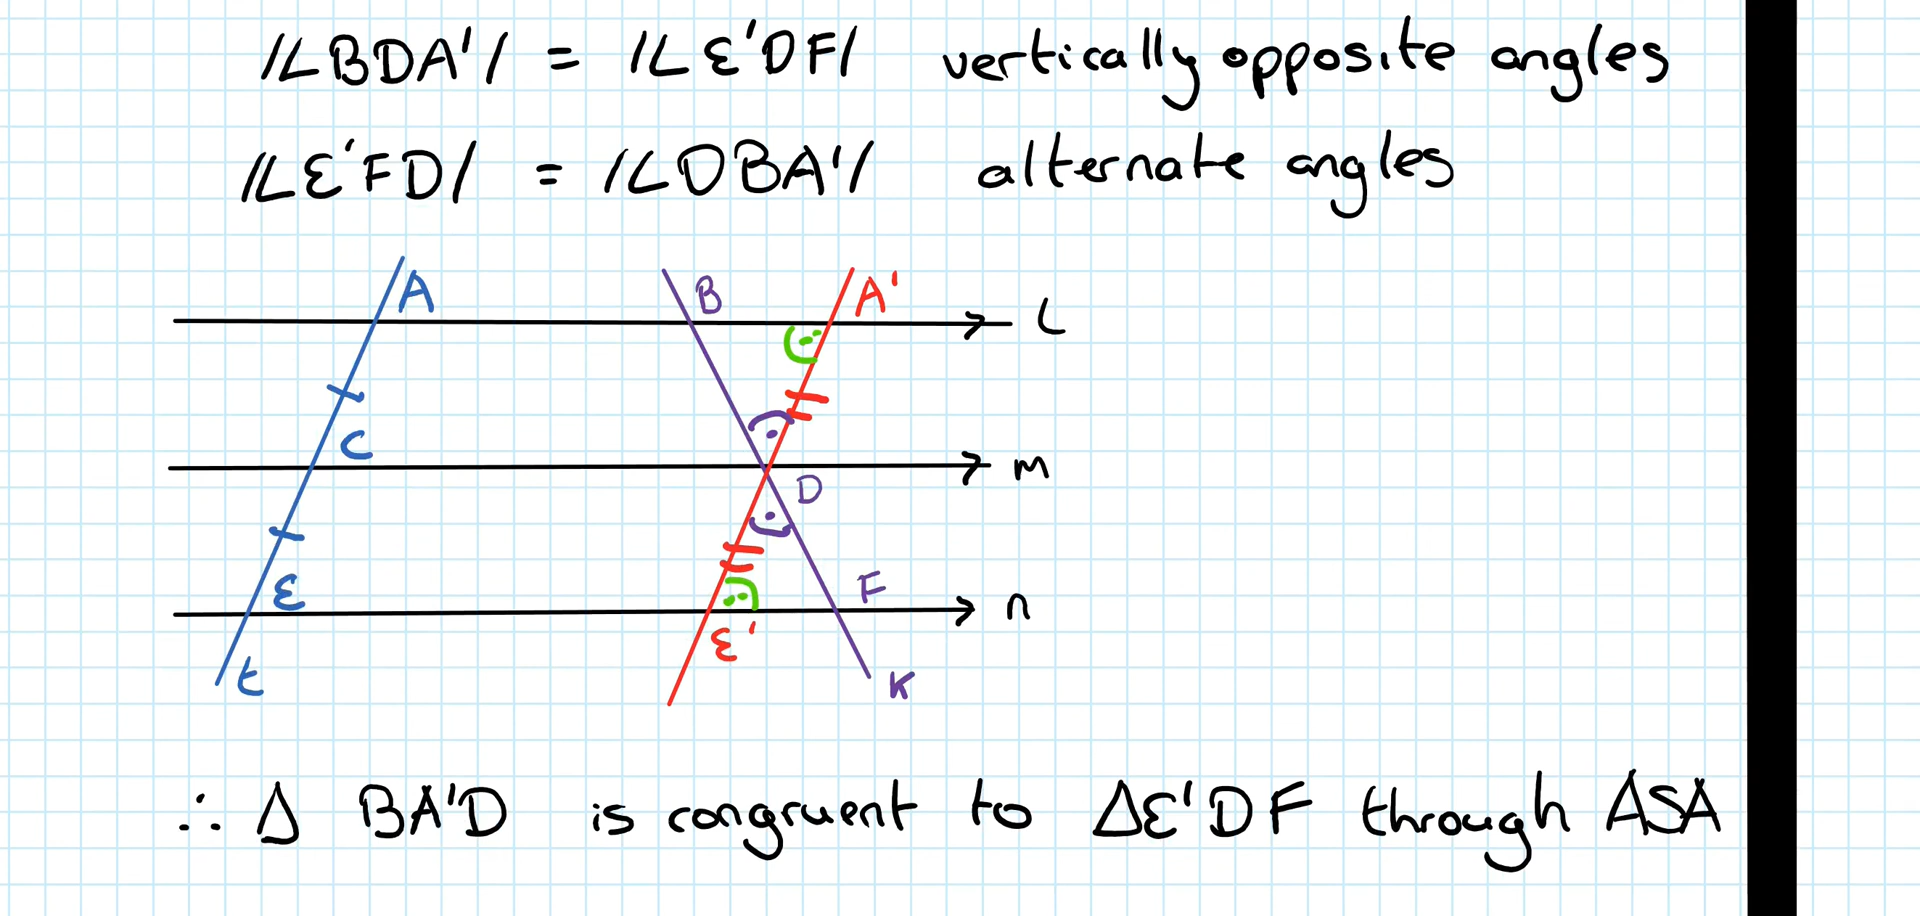 |∠BDA'| = |∠E'DF| vertically opposite angles
|∠E'FD| = |∠DBA'| alternate angles
A
B
A'
L
C
m
D
E
F
n
E'
t
K
∴ Δ BA'D is congruent to ΔE'DF through ASA